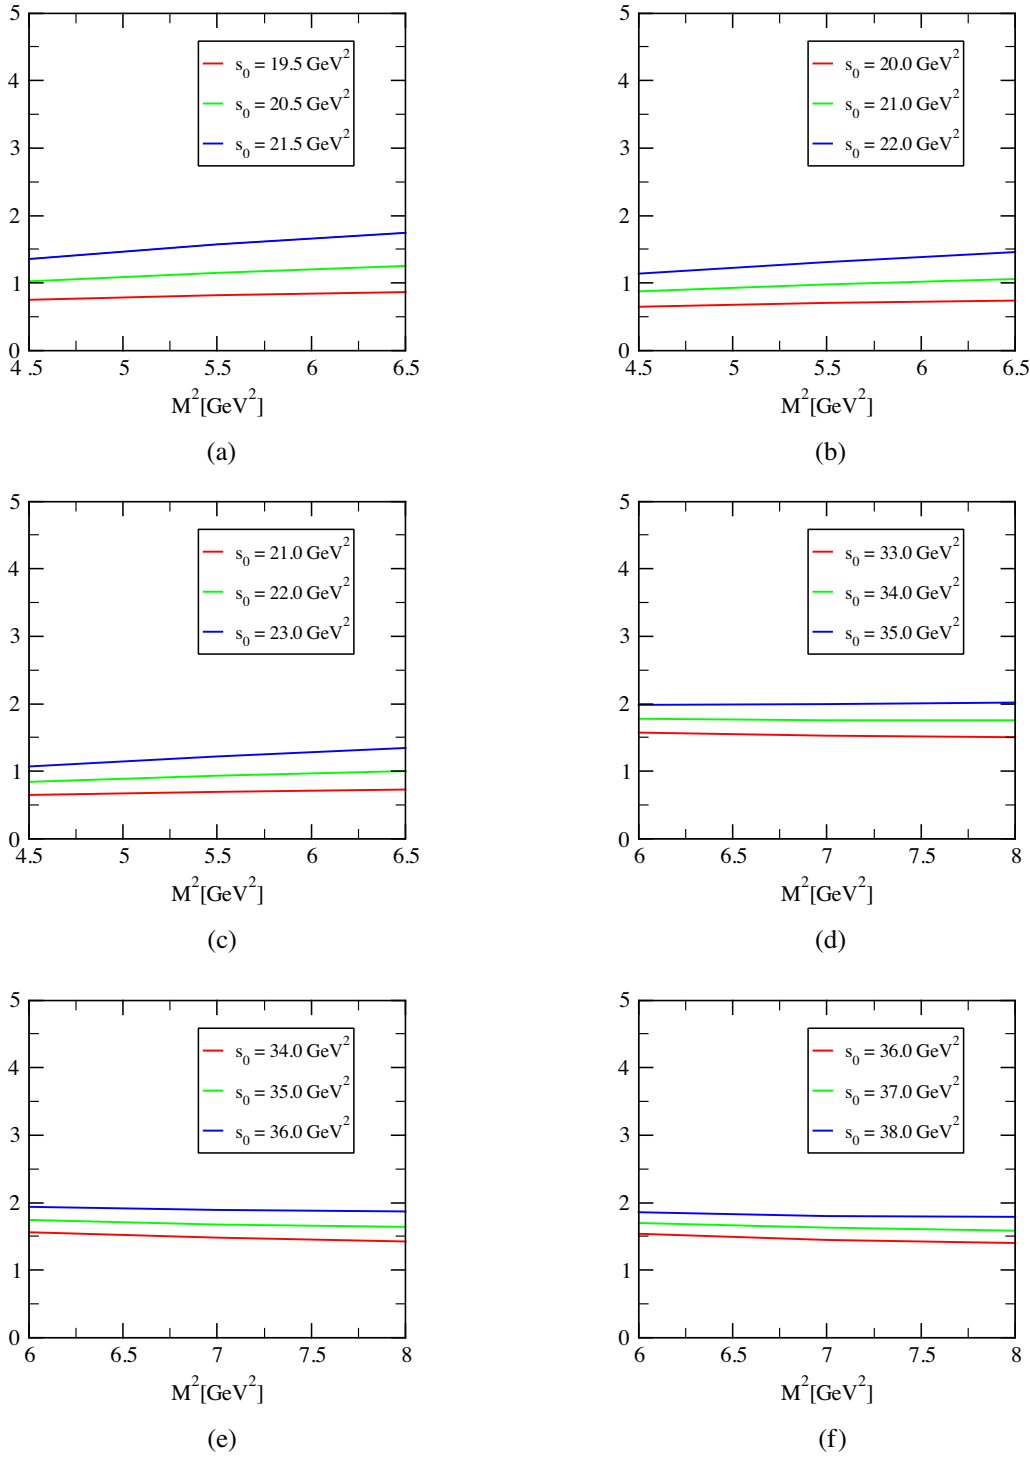 5
4
3
2
1
0
s₀ = 19.5 GeV²
s₀ = 20.5 GeV²
s₀ = 21.5 GeV²
4.5 5 5.5 6 6.5
M²[GeV²]
(a)
5
4
3
2
1
0
s₀ = 20.0 GeV²
s₀ = 21.0 GeV²
s₀ = 22.0 GeV²
4.5 5 5.5 6 6.5
M²[GeV²]
(b)
5
4
3
2
1
0
s₀ = 21.0 GeV²
s₀ = 22.0 GeV²
s₀ = 23.0 GeV²
4.5 5 5.5 6 6.5
M²[GeV²]
(c)
5
4
3
2
1
0
s₀ = 33.0 GeV²
s₀ = 34.0 GeV²
s₀ = 35.0 GeV²
6 6.5 7 7.5 8
M²[GeV²]
(d)
5
4
3
2
1
0
s₀ = 34.0 GeV²
s₀ = 35.0 GeV²
s₀ = 36.0 GeV²
6 6.5 7 7.5 8
M²[GeV²]
(e)
5
4
3
2
1
0
s₀ = 36.0 GeV²
s₀ = 37.0 GeV²
s₀ = 38.0 GeV²
6 6.5 7 7.5 8
M²[GeV²]
(f)